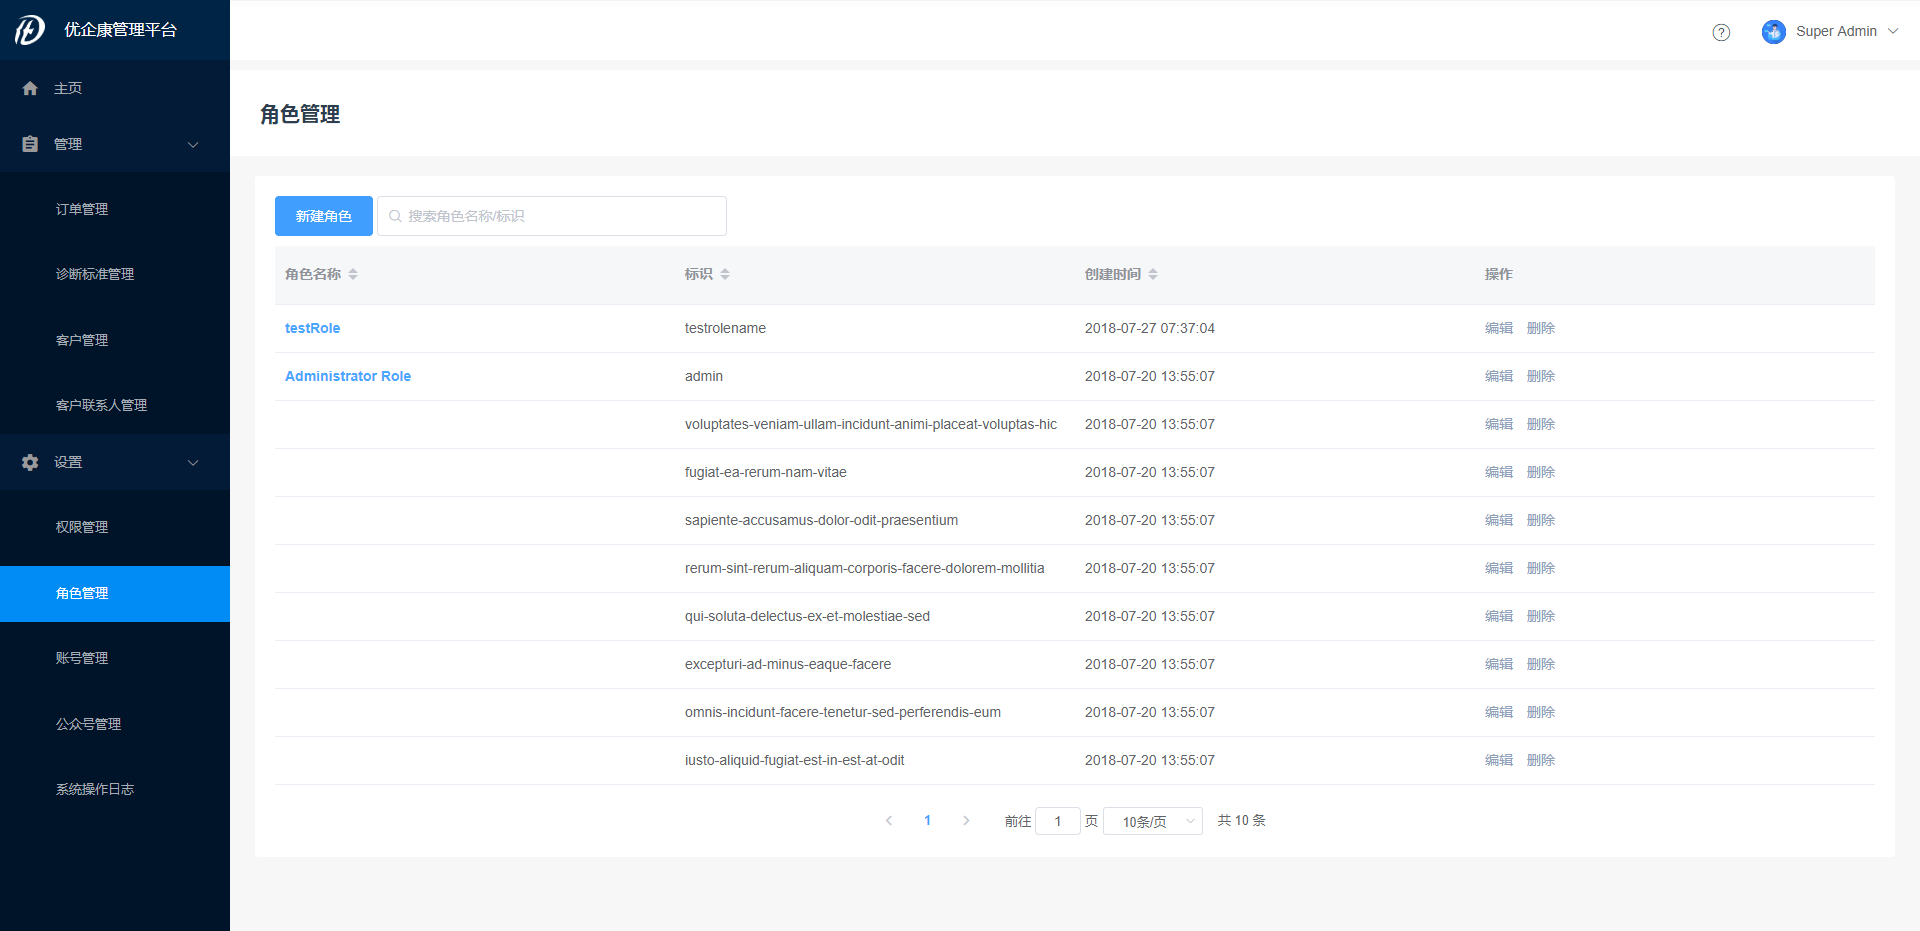 优企康管理平台
Super Admin
主页
管理
订单管理
诊断标准管理
客户管理
客户联系人管理
设置
权限管理
角色管理
账号管理
公众号管理
系统操作日志
角色管理
新建角色 搜索角色名称/标识
角色名称 标识 创建时间 操作
testRole testrolename 2018-07-27 07:37:04 编辑 删除
Administrator Role admin 2018-07-20 13:55:07 编辑 删除
voluptates-veniam-ullam-incidunt-animi-placeat-voluptas-hic 2018-07-20 13:55:07 编辑 删除
fugiat-ea-rerum-nam-vitae 2018-07-20 13:55:07 编辑 删除
sapiente-accusamus-dolor-odit-praesentium 2018-07-20 13:55:07 编辑 删除
rerum-sint-rerum-aliquam-corporis-facere-dolorem-mollitia 2018-07-20 13:55:07 编辑 删除
qui-soluta-delectus-ex-et-molestiae-sed 2018-07-20 13:55:07 编辑 删除
excepturi-ad-minus-eaque-facere 2018-07-20 13:55:07 编辑 删除
omnis-incidunt-facere-tenetur-sed-perferendis-eum 2018-07-20 13:55:07 编辑 删除
iusto-aliquid-fugiat-est-in-est-at-odit 2018-07-20 13:55:07 编辑 删除
1 前往 1 页 10条/页 共 10 条